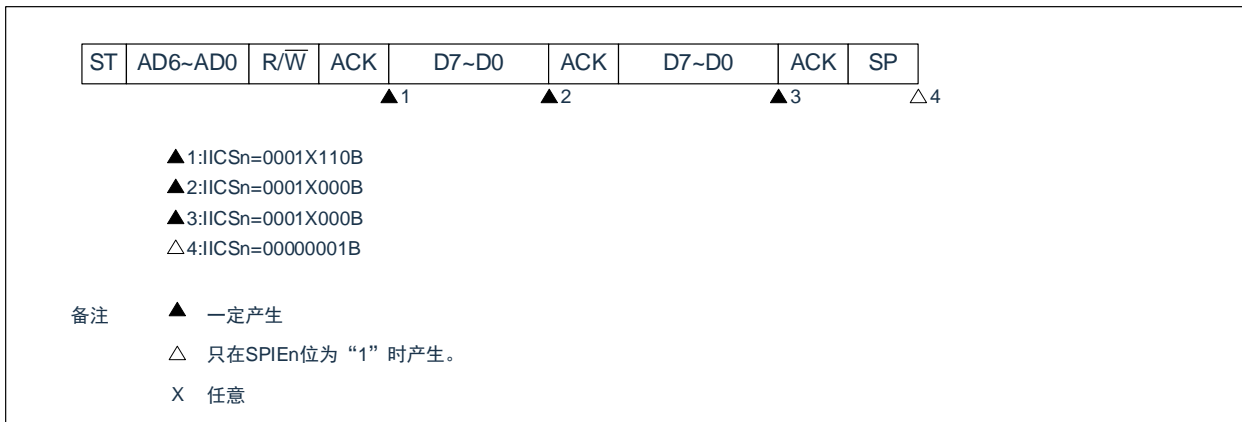 ST AD6~AD0 R/W̅ ACK D7~D0 ACK D7~D0 ACK SP
▲1 ▲2 ▲3 △4
▲1:IICSn=0001X110B
▲2:IICSn=0001X000B
▲3:IICSn=0001X000B
△4:IICSn=00000001B
备注 ▲ 一定产生
△ 只在SPIEn位为“1”时产生。
X 任意